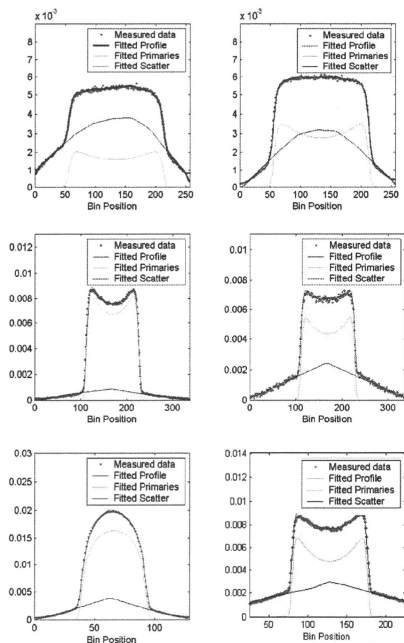 x 10⁻³
9
8
7
6
5
4
3
2
1
0
Measured data
Fitted Profile
Fitted Primaries
Fitted Scatter
0 50 100 150 200 250
Bin Position
x 10⁻³
9
8
7
6
5
4
3
2
1
0
Measured data
Fitted Profile
Fitted Primaries
Fitted Scatter
0 50 100 150 200 250
Bin Position
0.012
0.01
0.008
0.006
0.004
0.002
0
Measured data
Fitted Profile
Fitted Primaries
Fitted Scatter
0 100 200 300
Bin Position
0.01
0.008
0.006
0.004
0.002
0
Measured data
Fitted Profile
Fitted Primaries
Fitted Scatter
0 100 200 300
Bin Position
0.03
0.025
0.02
0.015
0.01
0.005
0
Measured data
Fitted Profile
Fitted Primaries
Fitted Scatter
50 100
Bin Position
0.014
0.012
0.01
0.008
0.006
0.004
0.002
0
Measured data
Fitted Profile
Fitted Primaries
Fitted Scatter
50 100 150 200
Bin Position